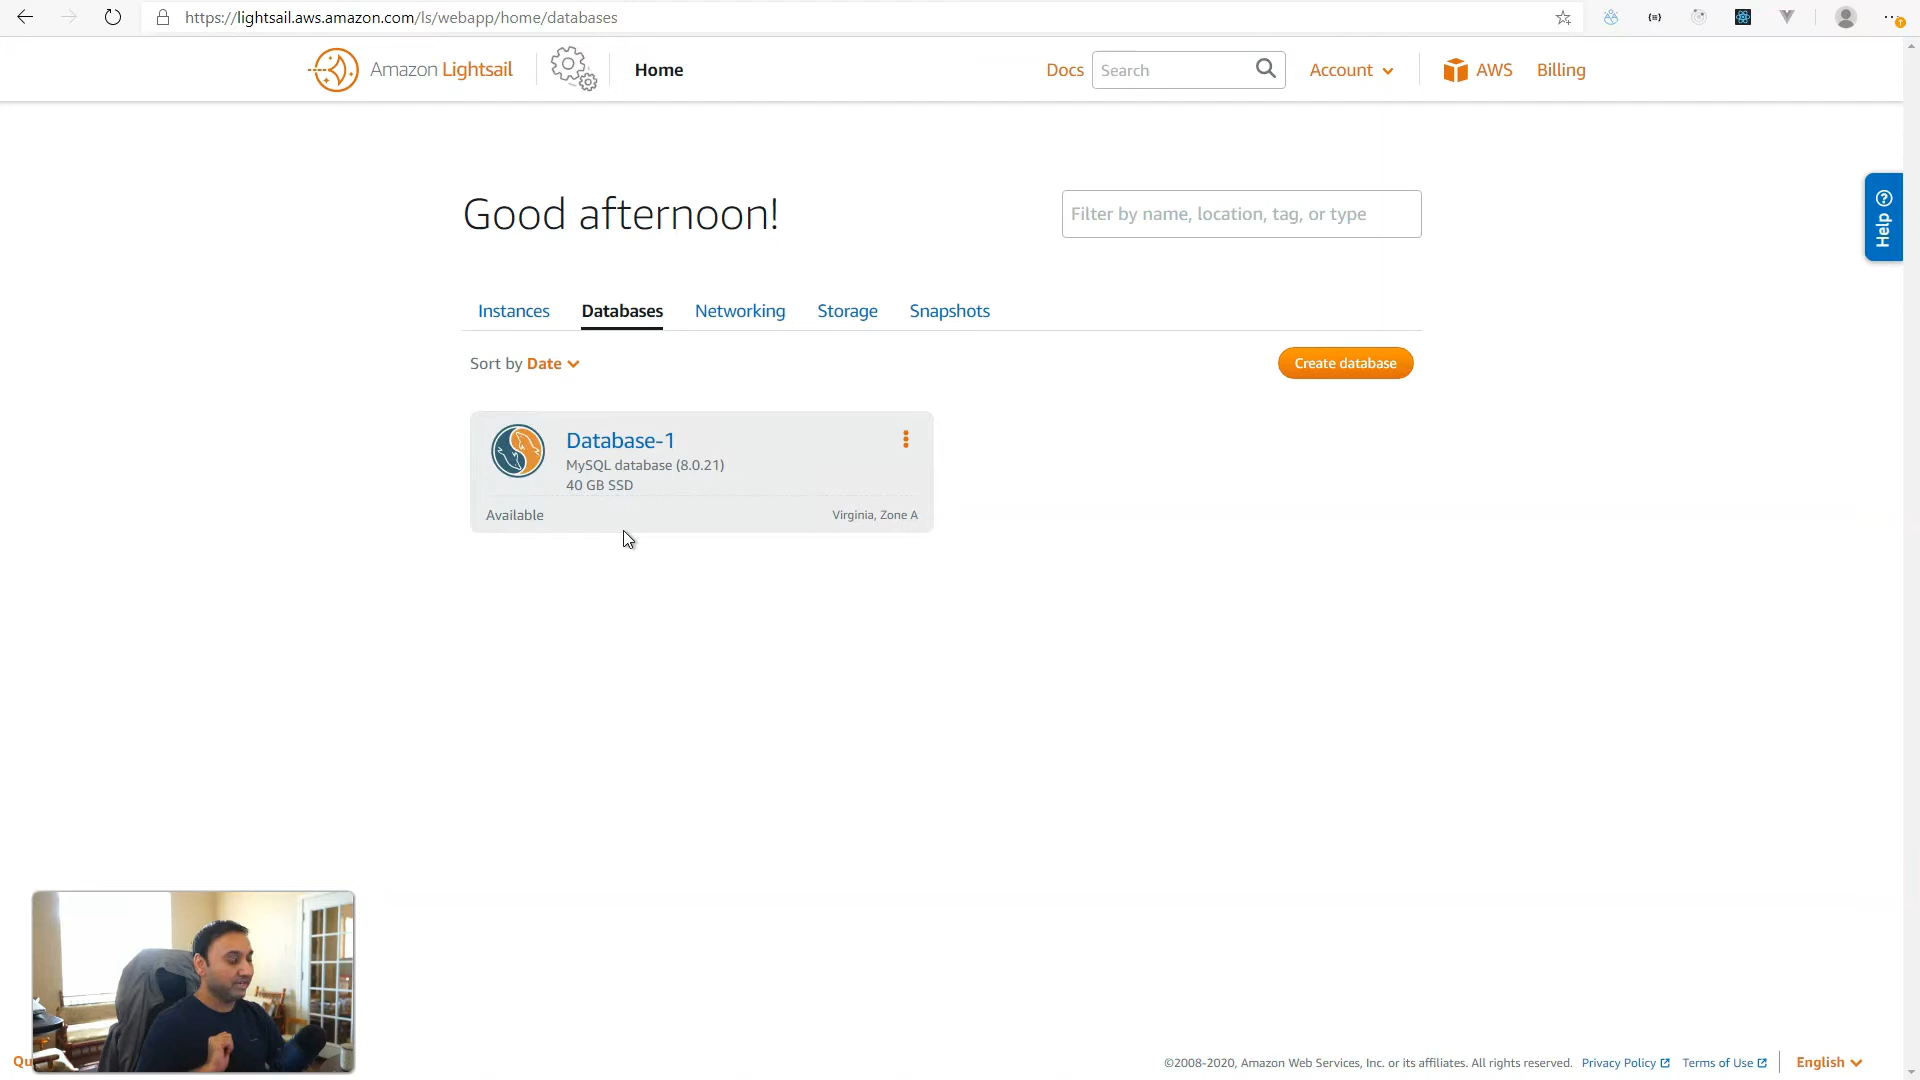 https://lightsail.aws.amazon.com/ls/webapp/home/databases
Amazon Lightsail
Home
Docs
Search
Account
AWS
Billing
Good afternoon!
Filter by name, location, tag, or type
Help
Instances
Databases
Networking
Storage
Snapshots
Sort by Date
Create database
Database-1
MySQL database (8.0.21)
40 GB SSD
Available
Virginia, Zone A
©2008-2020, Amazon Web Services, Inc. or its affiliates. All rights reserved.
Privacy Policy
Terms of Use
English